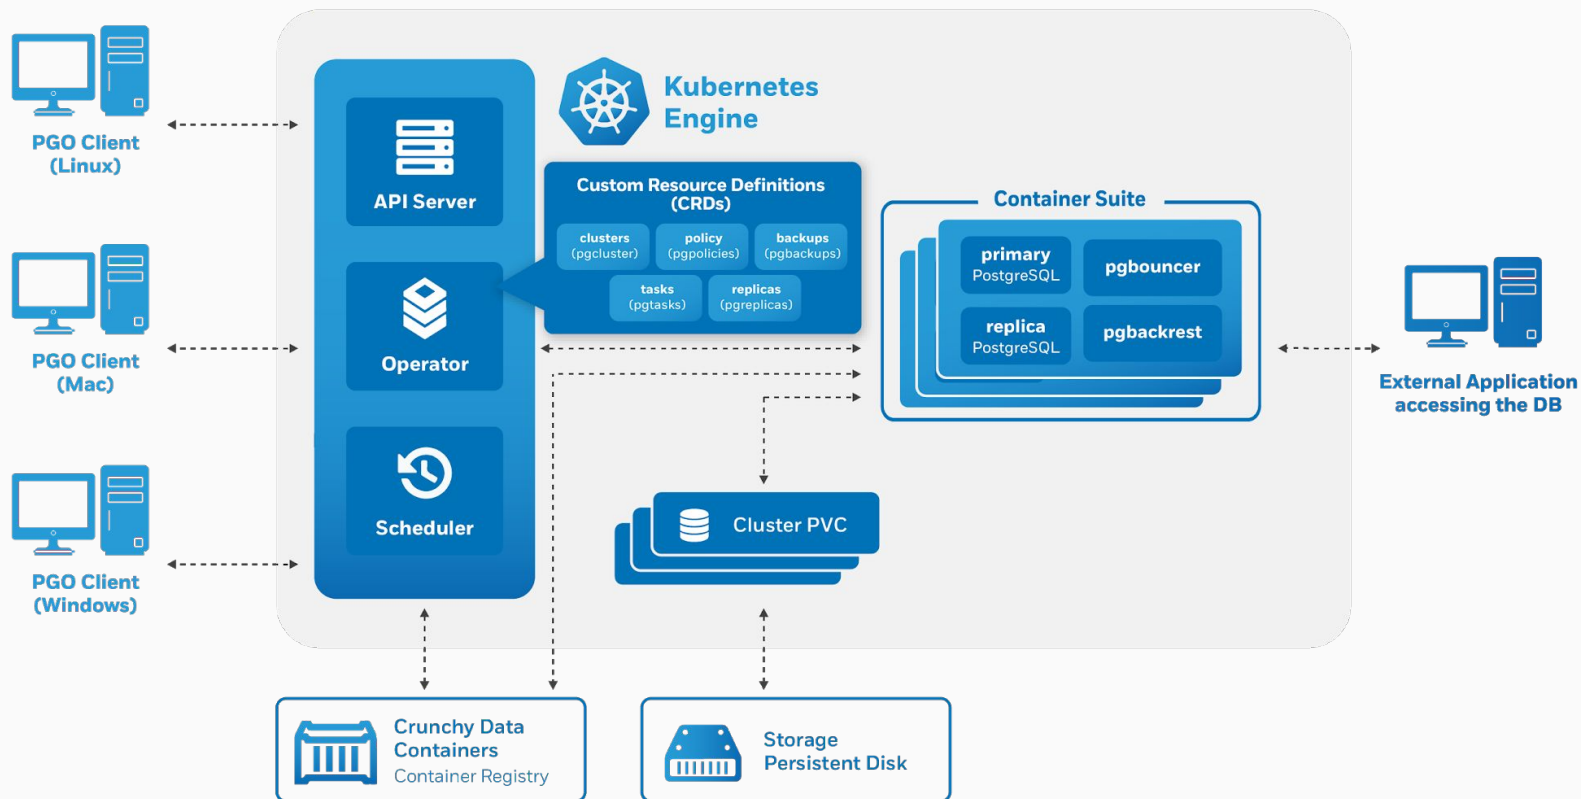 PGO Client
(Linux)
PGO Client
(Mac)
PGO Client
(Windows)
API Server
Operator
Scheduler
Kubernetes
Engine
Custom Resource Definitions
(CRDs)
clusters
(pgcluster)
policy
(pgpolicies)
backups
(pgbackups)
tasks
(pgtasks)
replicas
(pgreplicas)
Container Suite
primary
PostgreSQL
pgbouncer
replica
PostgreSQL
pgbackrest
External Application
accessing the DB
Cluster PVC
Crunchy Data
Containers
Container Registry
Storage
Persistent Disk